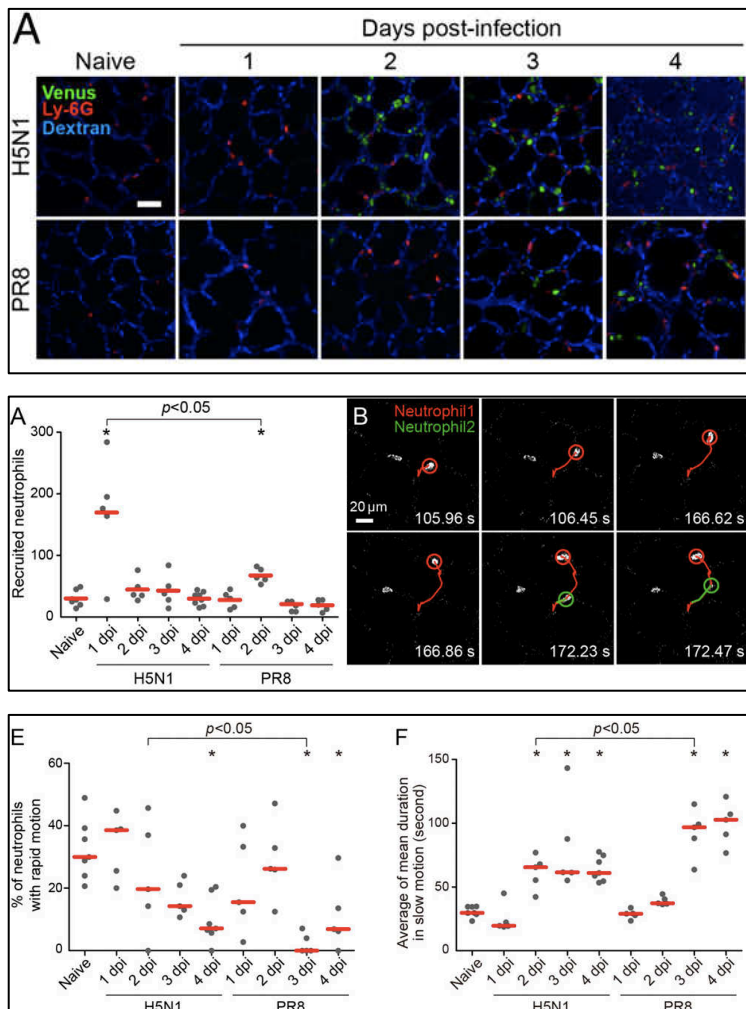 A
Days post-infection
Naive 1 2 3 4
Venus
Ly-6G
Dextran
H5N1
PR8
A
p<0.05
* *
Recruited neutrophils
300
200
100
0
Naive 1 dpi 2 dpi 3 dpi 4 dpi 1 dpi 2 dpi 3 dpi 4 dpi
H5N1 PR8
B
Neutrophil1
Neutrophil2
20 µm
105.96 s 106.45 s 166.62 s
166.86 s 172.23 s 172.47 s
E
p<0.05
* * *
% of neutrophils
with rapid motion
60
40
20
0
Naive 1 dpi 2 dpi 3 dpi 4 dpi 1 dpi 2 dpi 3 dpi 4 dpi
H5N1 PR8
F
p<0.05
* * * * *
Average of mean duration
in slow motion (second)
150
100
50
0
Naive 1 dpi 2 dpi 3 dpi 4 dpi 1 dpi 2 dpi 3 dpi 4 dpi
H5N1 PR8